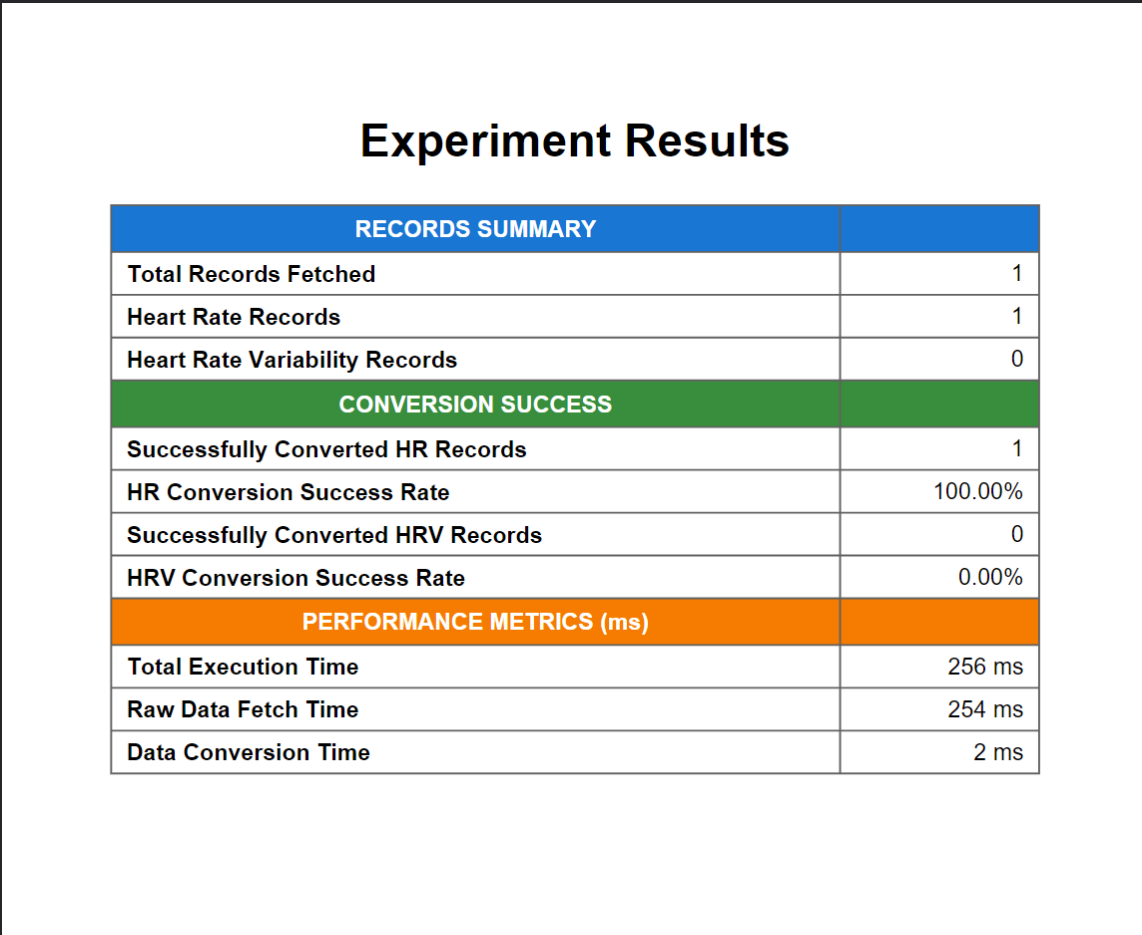 Experiment Results
RECORDS SUMMARY
Total Records Fetched 1
Heart Rate Records 1
Heart Rate Variability Records 0
CONVERSION SUCCESS
Successfully Converted HR Records 1
HR Conversion Success Rate 100.00%
Successfully Converted HRV Records 0
HRV Conversion Success Rate 0.00%
PERFORMANCE METRICS (ms)
Total Execution Time 256 ms
Raw Data Fetch Time 254 ms
Data Conversion Time 2 ms